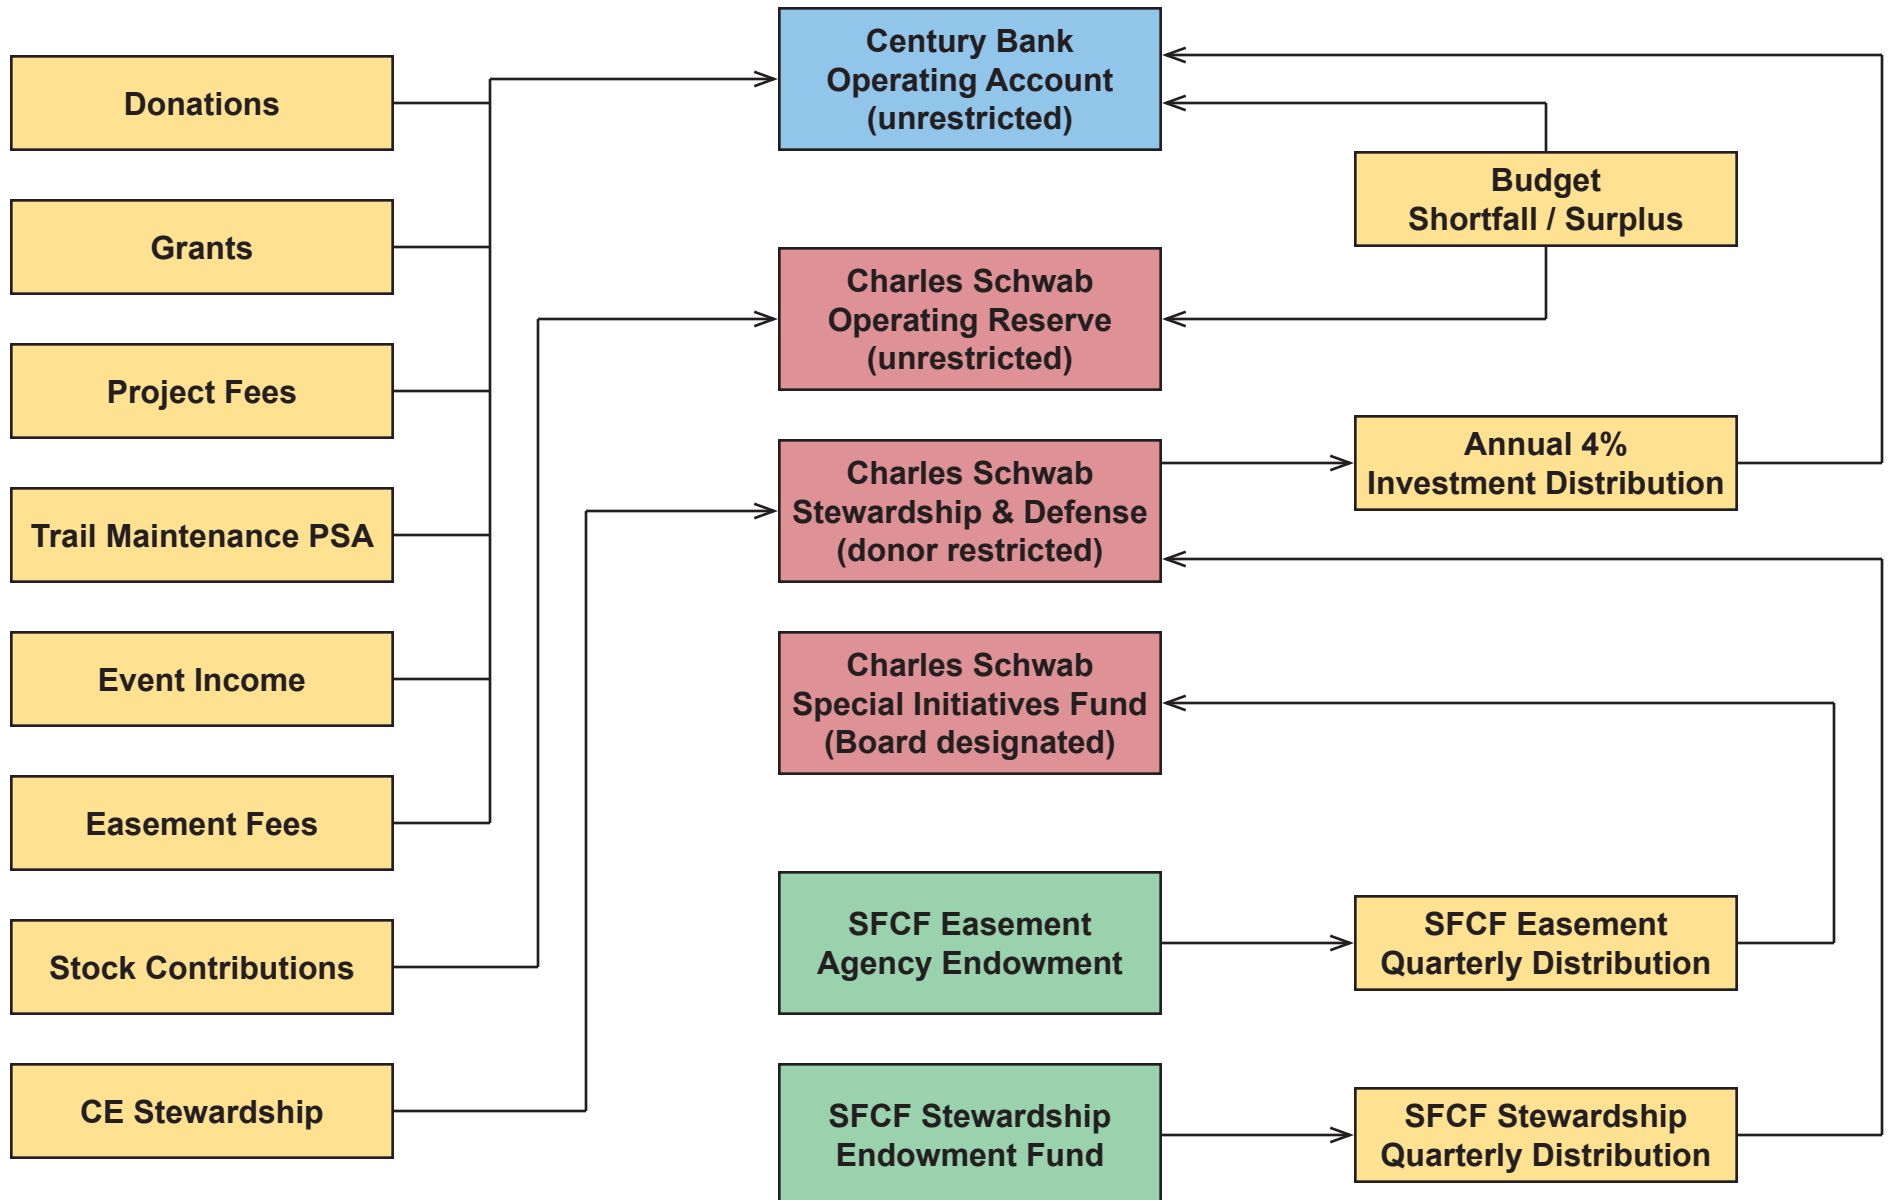 Donations
Grants
Project Fees
Trail Maintenance PSA
Event Income
Easement Fees
Stock Contributions
CE Stewardship
Century Bank
Operating Account
(unrestricted)
Charles Schwab
Operating Reserve
(unrestricted)
Charles Schwab
Stewardship & Defense
(donor restricted)
Charles Schwab
Special Initiatives Fund
(Board designated)
SFCF Easement
Agency Endowment
SFCF Stewardship
Endowment Fund
Budget
Shortfall / Surplus
Annual 4%
Investment Distribution
SFCF Easement
Quarterly Distribution
SFCF Stewardship
Quarterly Distribution